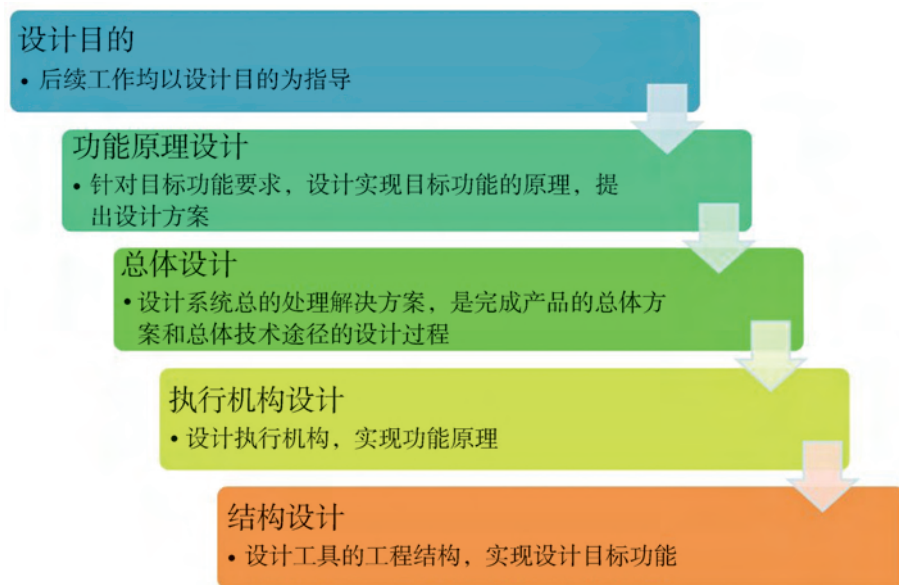 设计目的
• 后续工作均以设计目的为指导
功能原理设计
• 针对目标功能要求，设计实现目标功能的原理，提
出设计方案
总体设计
• 设计系统总的处理解决方案，是完成产品的总体方
案和总体技术途径的设计过程
执行机构设计
• 设计执行机构，实现功能原理
结构设计
• 设计工具的工程结构，实现设计目标功能